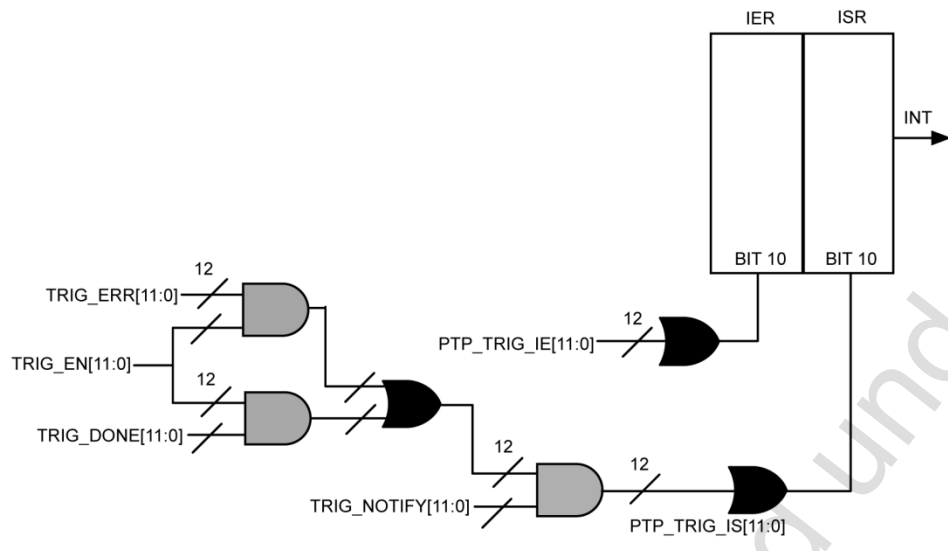 IER
ISR
INT
BIT 10
BIT 10
12
TRIG_ERR[11:0]
12
PTP_TRIG_IE[11:0]
TRIG_EN[11:0]
12
TRIG_DONE[11:0]
12
12
TRIG_NOTIFY[11:0]
PTP_TRIG_IS[11:0]
und